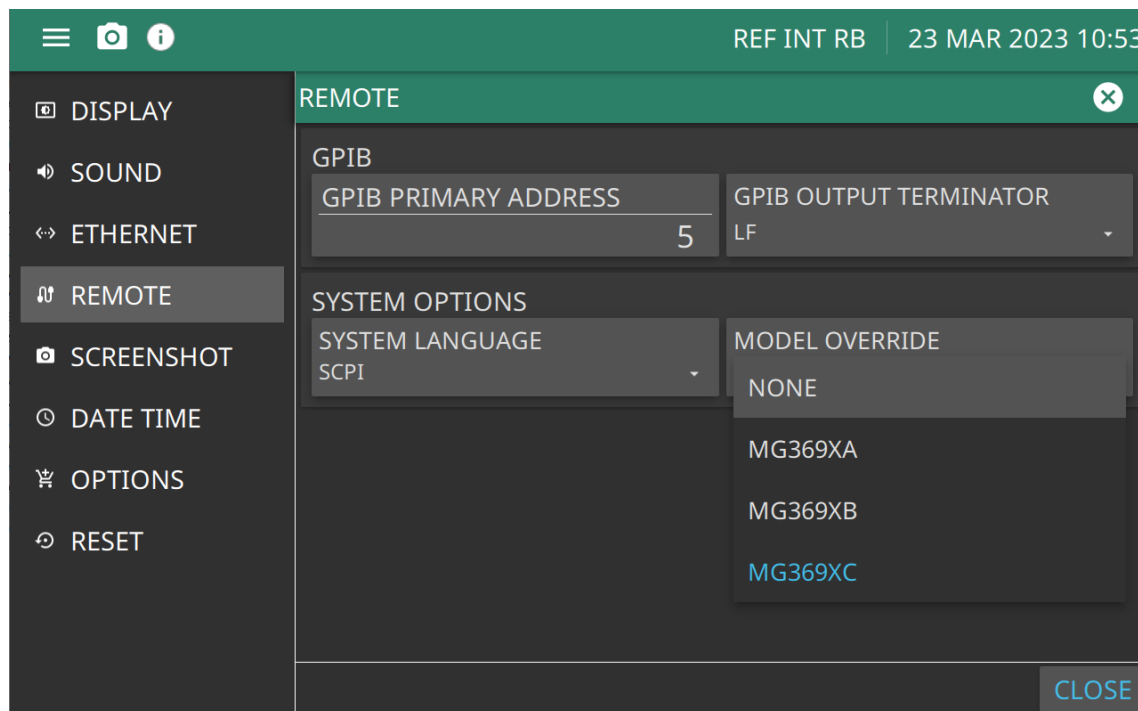 REF INT RB
23 MAR 2023 10:53
DISPLAY
SOUND
ETHERNET
REMOTE
SCREENSHOT
DATE TIME
OPTIONS
RESET
REMOTE
GPIB
GPIB PRIMARY ADDRESS
5
GPIB OUTPUT TERMINATOR
LF
SYSTEM OPTIONS
SYSTEM LANGUAGE
SCPI
MODEL OVERRIDE
NONE
MG369XA
MG369XB
MG369XC
CLOSE